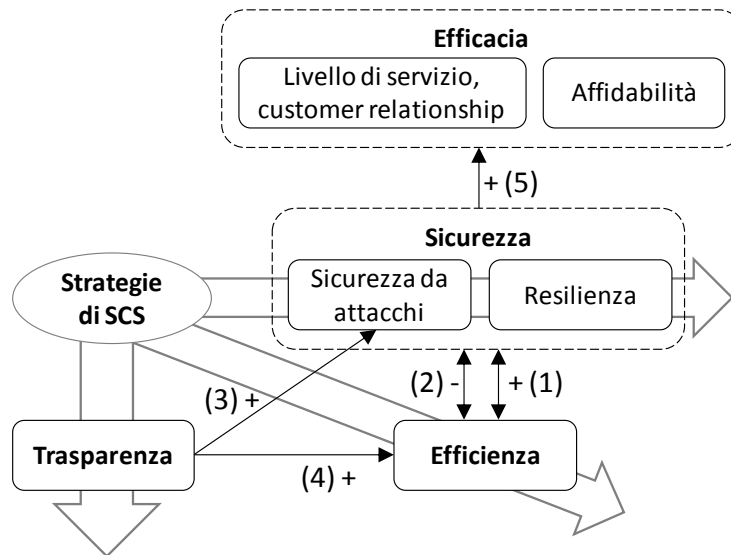 Efficacia
Livello di servizio,
customer relationship
Affidabilità
+ (5)
Sicurezza
Strategie
di SCS
Sicurezza da
attacchi
Resilienza
(3) +
(2) -
+ (1)
Trasparenza
(4) +
Efficienza